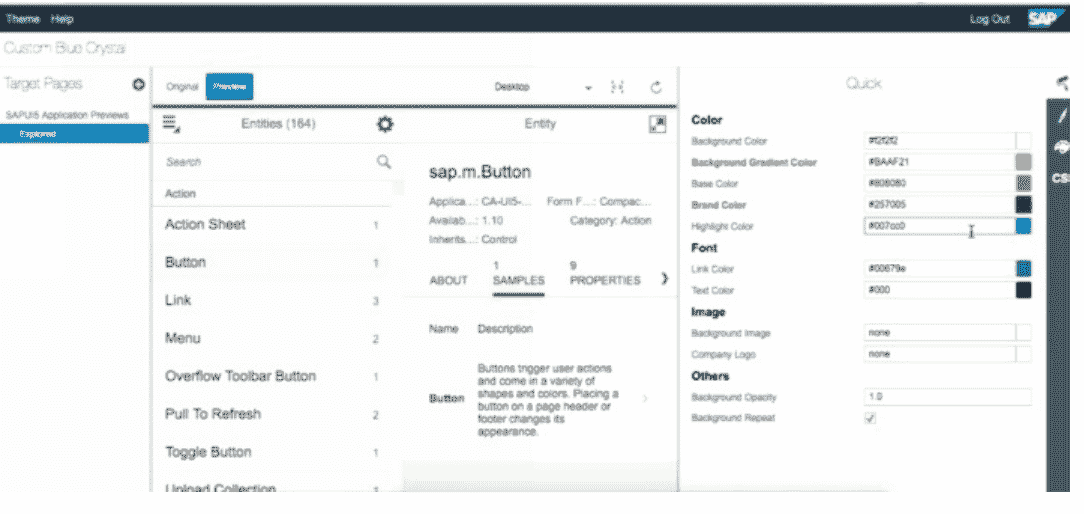 Theme Help
Log Out SAP
Custom Blue Crystal
Target Pages
SAPUI5 Application Previews
Explored
Original Preview
Desktop
Entities (164)
Search
Action
Action Sheet 1
Button 1
Link 3
Menu 2
Overflow Toolbar Button 1
Pull To Refresh 2
Toggle Button 1
Upload Collection 1
Entity
sap.m.Button
Applica...: CA-UI5-... Form F...: Compac...
Availab...: 1.10 Category: Action
Inherits...: Control
1 9
ABOUT SAMPLES PROPERTIES
Name Description
Button
Buttons trigger user actions
and come in a variety of
shapes and colors. Placing a
button on a page header or
footer changes its
appearance.
Quick
Color
Background Color #f2f2f2
Background Gradient Color #BAAF21
Base Color
Brand Color #257005
Highlight Color #007cc0
Font
Link Color #00679e
Text Color #000
Image
Background Image none
Company Logo none
Others
Background Opacity 1.0
Background Repeat